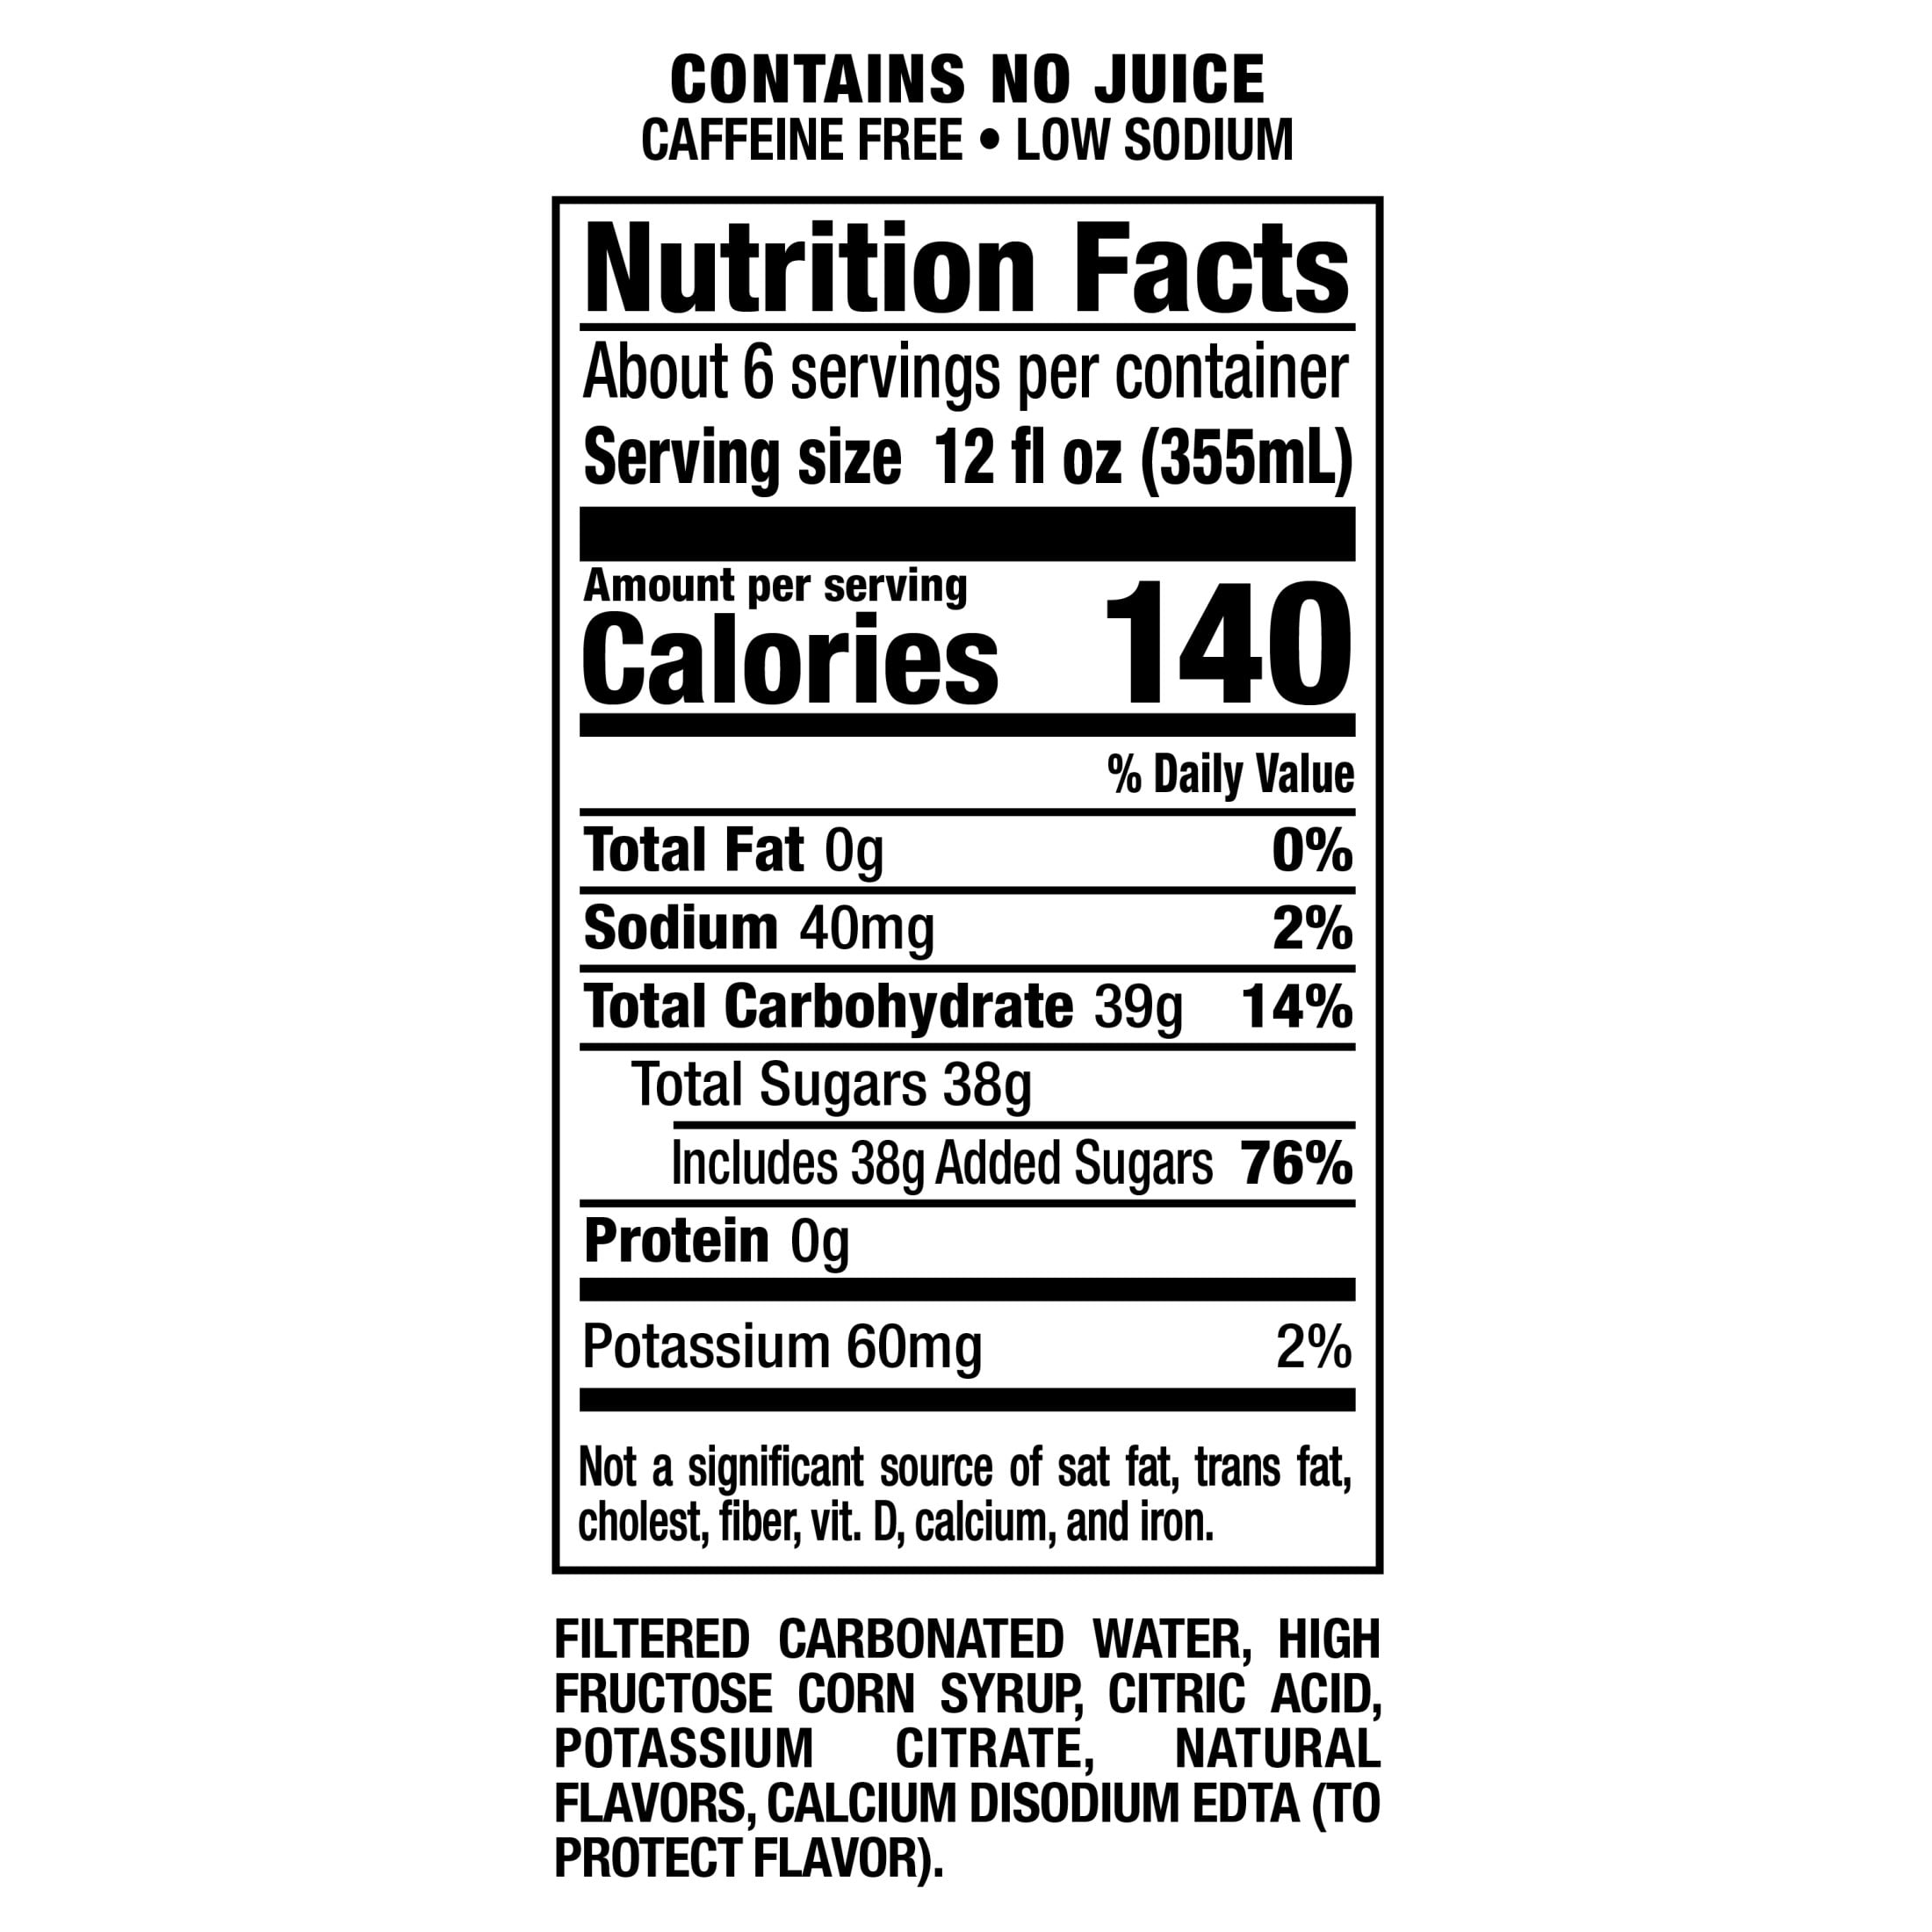 CONTAINS NO JUICE
CAFFEINE FREE • LOW SODIUM
Nutrition Facts
About 6 servings per container
Serving size 12 fl oz (355mL)
Amount per serving
Calories 140
% Daily Value
Total Fat 0g 0%
Sodium 40mg 2%
Total Carbohydrate 39g 14%
Total Sugars 38g
Includes 38g Added Sugars 76%
Protein 0g
Potassium 60mg 2%
Not a significant source of sat fat, trans fat,
cholest, fiber, vit. D, calcium, and iron.
FILTERED CARBONATED WATER, HIGH
FRUCTOSE CORN SYRUP, CITRIC ACID,
POTASSIUM CITRATE, NATURAL
FLAVORS, CALCIUM DISODIUM EDTA (TO
PROTECT FLAVOR).